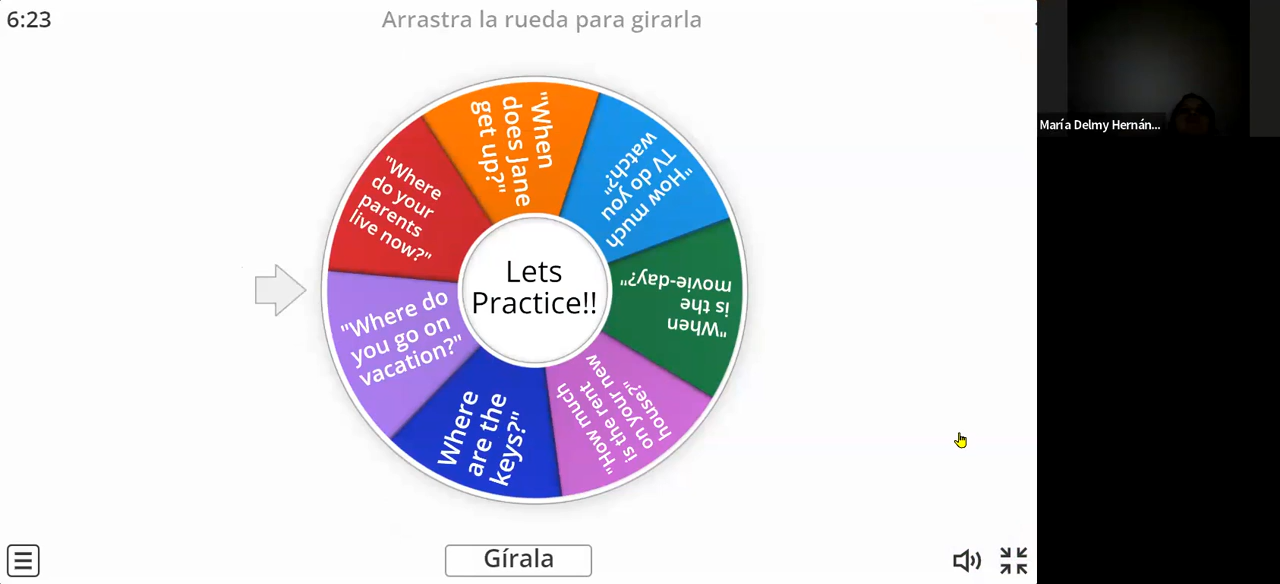 6:23
Arrastra la rueda para girarla
María Delmy Hernán...
"When
does Jane
get up?"
"How much
TV do you
watch?"
"When
is the
movie-day?"
"How much
is the rent
on your new
house?"
Where
are the
keys?"
"Where do
you go on
vacation?"
"Where
do your
parents
live now?"
Lets
Practice!!
Gírala